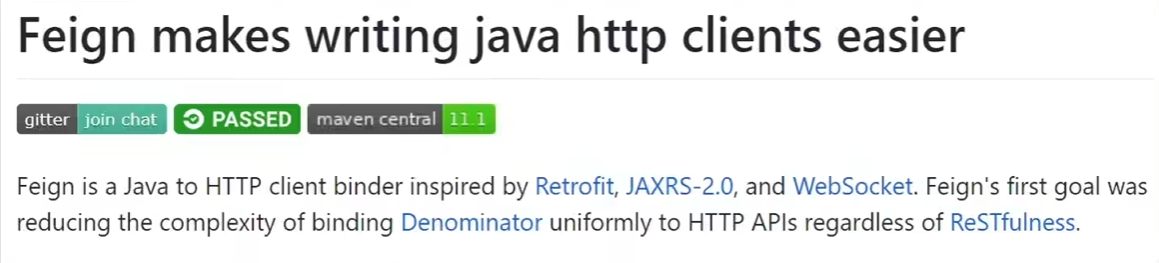 Feign makes writing java http clients easier
gitter join chat PASSED maven central 11.1
Feign is a Java to HTTP client binder inspired by Retrofit, JAXRS-2.0, and WebSocket. Feign's first goal was
reducing the complexity of binding Denominator uniformly to HTTP APIs regardless of ReSTfulness.